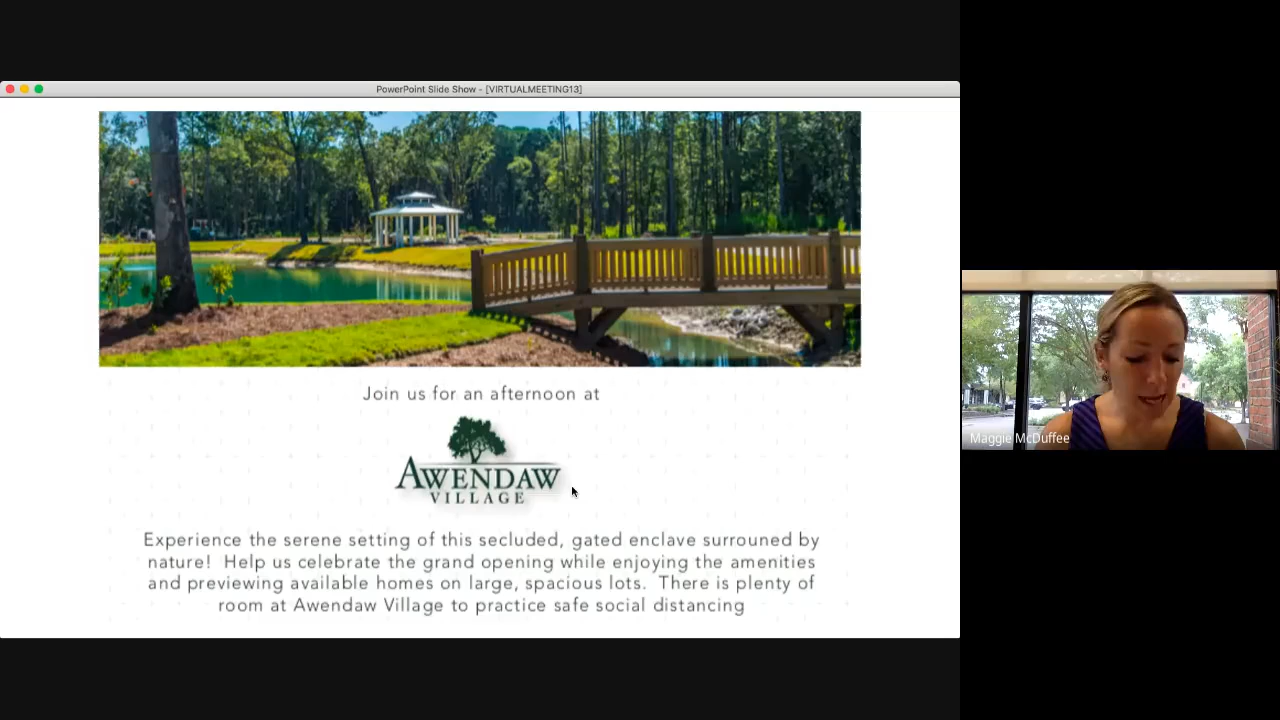 PowerPoint Slide Show - [VIRTUALMEETING13]
Join us for an afternoon at
AWENDAW
VILLAGE
Experience the serene setting of this secluded, gated enclave surrouned by
nature! Help us celebrate the grand opening while enjoying the amenities
and previewing available homes on large, spacious lots. There is plenty of
room at Awendaw Village to practice safe social distancing
Maggie McDuffee